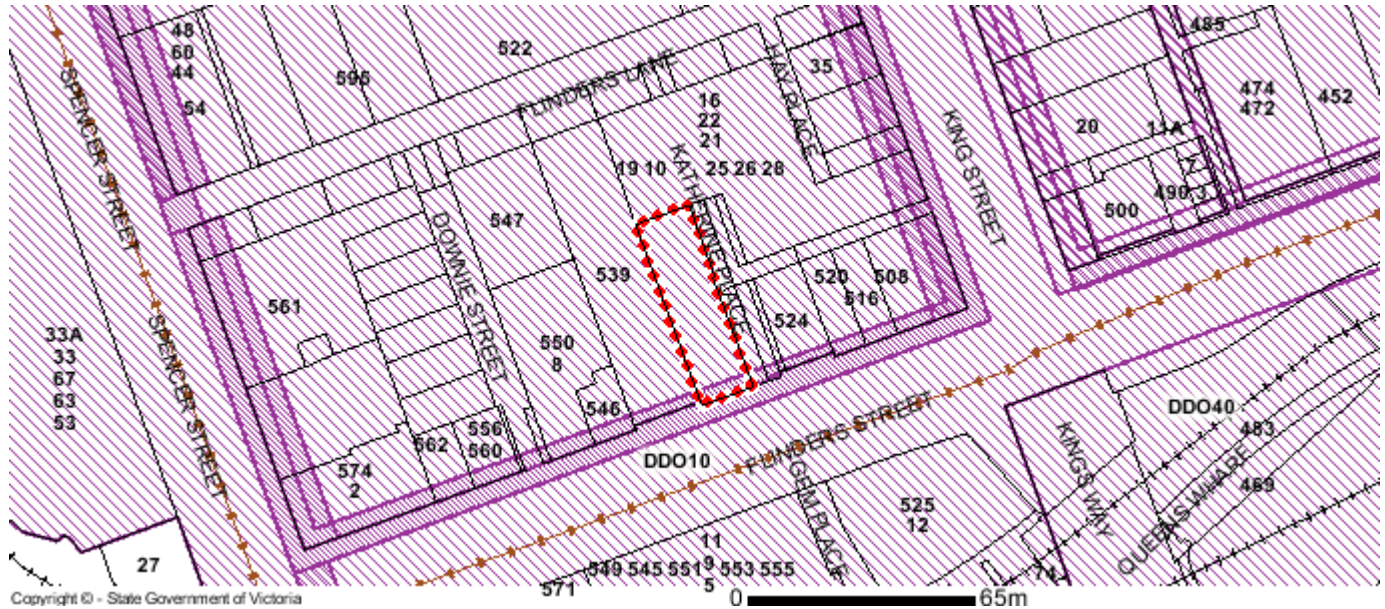 48
60
44
54
596
522
FLINDERS LANE
HAY PLACE
35
16
22
21
19 10
25 26 28
KATHERINE PLACE
KING STREET
485
474
472
452
20
11A
7
490 3
500
SPENCER STREET
SPENCER STREET
547
DOWNIE STREET
539
561
550
8
546
520
508
516
524
33A
33
67
63
53
562
556
560
574
2
DDO10
FLINDERS STREET
DDO40
483
469
KINGS WAY
QUEENS WHARF
GEM PLACE
525
12
27
11
9
5
549 545 551 553 555
571
74
Copyright © - State Government of Victoria
0 65m